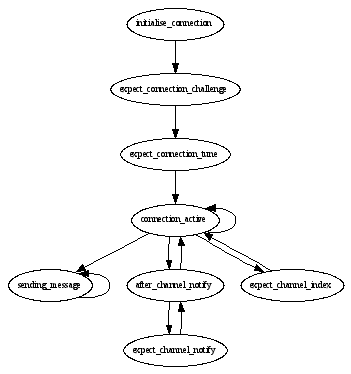 initialise_connection
expect_connection_challenge
expect_connection_tune
connection_active
sending_message
after_channel_notify
expect_channel_index
expect_channel_notify